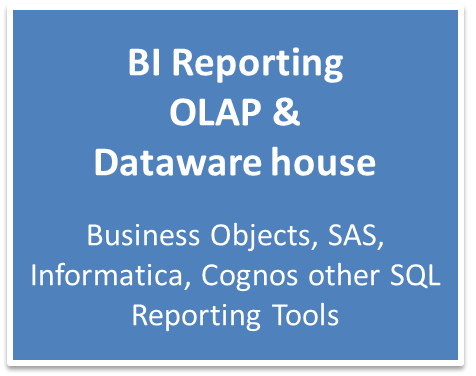 BI Reporting
OLAP &
Dataware house
Business Objects, SAS,
Informatica, Cognos other SQL
Reporting Tools